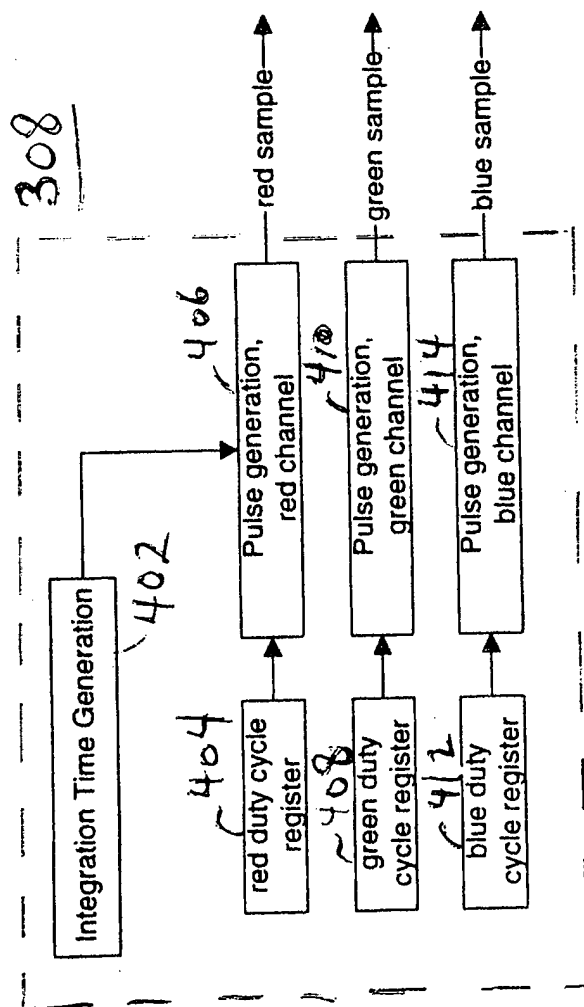 308
Integration Time Generation
402
404
red duty cycle
register
406
Pulse generation,
red channel
red sample
408
green duty
cycle register
410
Pulse generation,
green channel
green sample
412
blue duty
cycle register
414
Pulse generation,
blue channel
blue sample